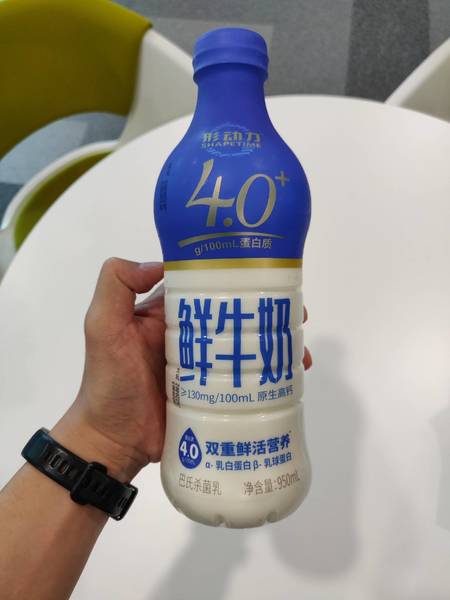 形动力
SHAPETIME
4.0+
g/100mL 蛋白质
鲜牛奶
≥130mg/100mL 原生高钙
4.0
双重鲜活营养
α-乳白蛋白 β-乳球蛋白
巴氏杀菌乳 净含量:950mL